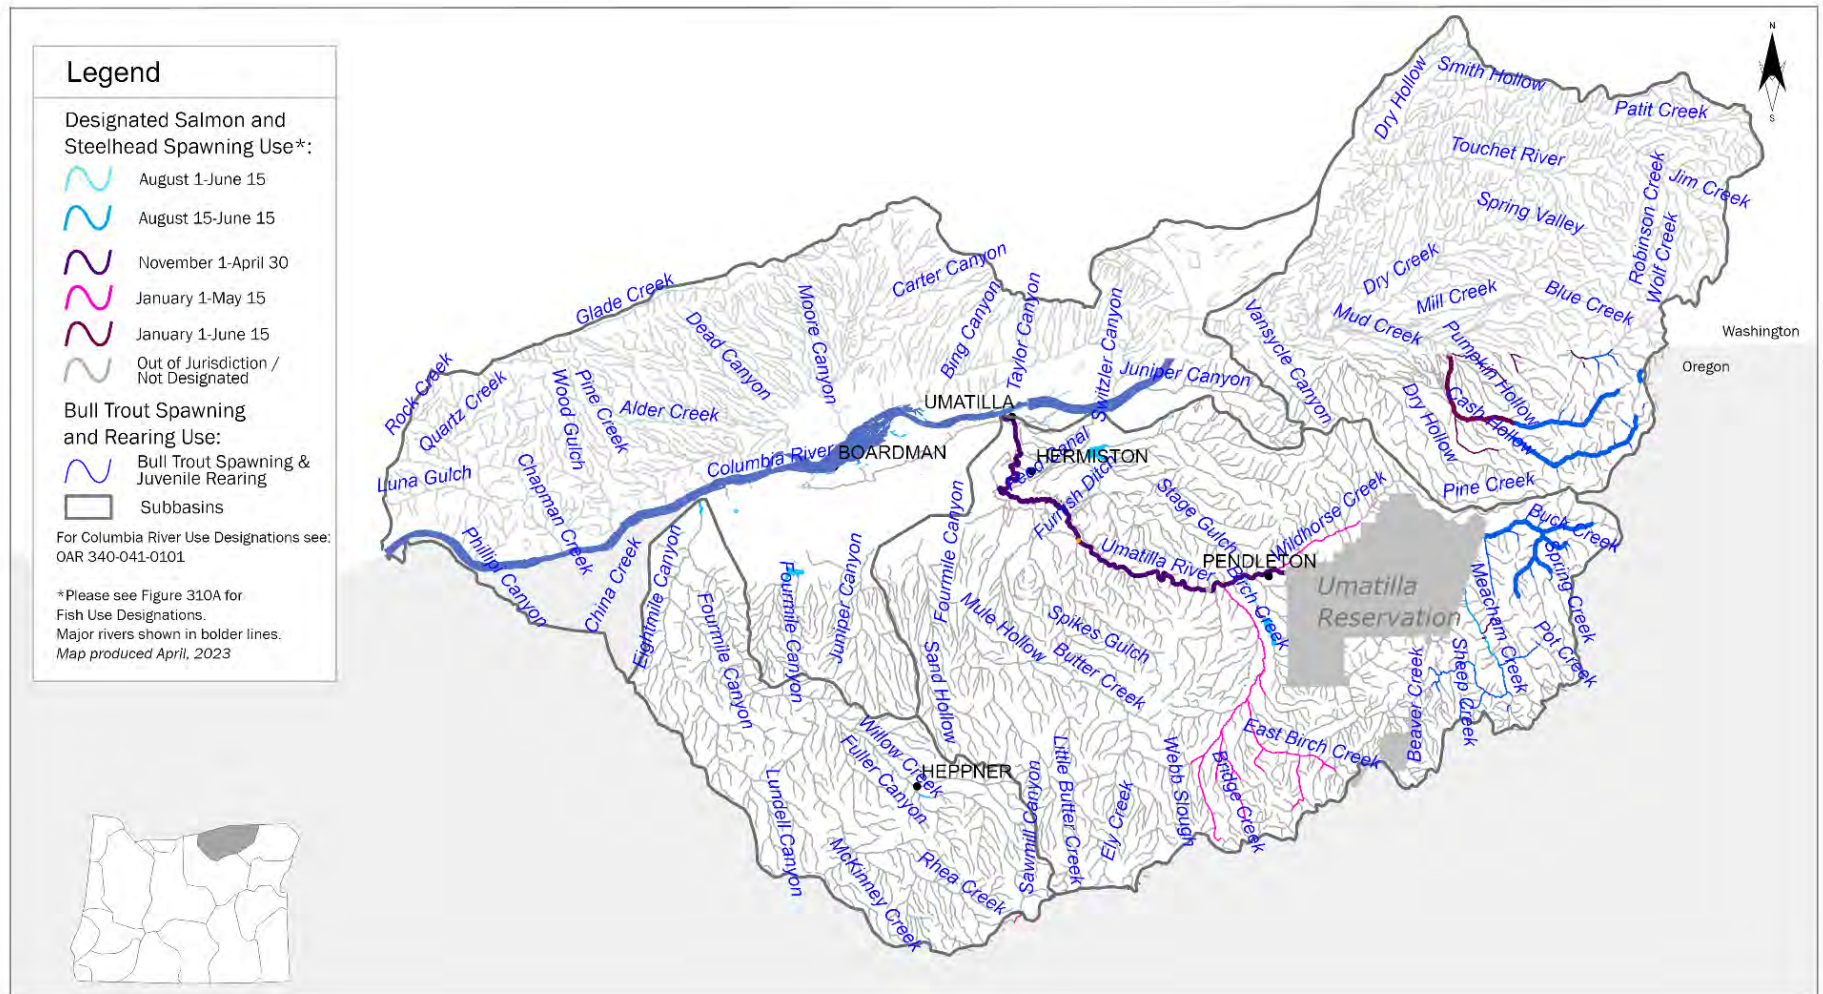 Legend
Designated Salmon and
Steelhead Spawning Use*:
August 1-June 15
August 15-June 15
November 1-April 30
January 1-May 15
January 1-June 15
Out of Jurisdiction /
Not Designated
Bull Trout Spawning
and Rearing Use:
Bull Trout Spawning &
Juvenile Rearing
Subbasins
For Columbia River Use Designations see:
OAR 340-041-0101
*Please see Figure 310A for
Fish Use Designations.
Major rivers shown in bolder lines.
Map produced April, 2023
N
S
Dry Hollow
Smith Hollow
Patit Creek
Touchet River
Robinson Creek
Jim Creek
Spring Valley
Wolf Creek
Dry Creek
Mill Creek
Blue Creek
Mud Creek
Pumpkin Hollow
Vansycle Canyon
Washington
Oregon
Cash Hollow
Dry Hollow
Pine Creek
Glade Creek
Carter Canyon
Moore Canyon
Dead Canyon
Bing Canyon
Taylor Canyon
Switzler Canyon
Juniper Canyon
Rock Creek
Quartz Creek
Wood Gulch
Pine Creek
Alder Creek
UMATILLA
Columbia River
BOARDMAN
HERMISTON
Feed Canal
Furnish Ditch
Luna Gulch
Chapman Creek
Phillipi Canyon
China Creek
Eightmile Canyon
Fourmile Canyon
Fourmile Canyon
Juniper Canyon
Fourmile Canyon
Sand Hollow
Stage Gulch
Wildhorse Creek
Umatilla River
PENDLETON
Birch Creek
Umatilla
Reservation
Buck Creek
Spring Creek
Meacham Creek
Pot Creek
Sheep Creek
Beaver Creek
Mule Hollow
Spikes Gulch
Butter Creek
East Birch Creek
Willow Creek
Fuller Canyon
HEPPNER
Lundell Canyon
McKinney Creek
Rhea Creek
Sawmill Canyon
Little Butter Creek
Ely Creek
Webb Slough
Bridge Creek